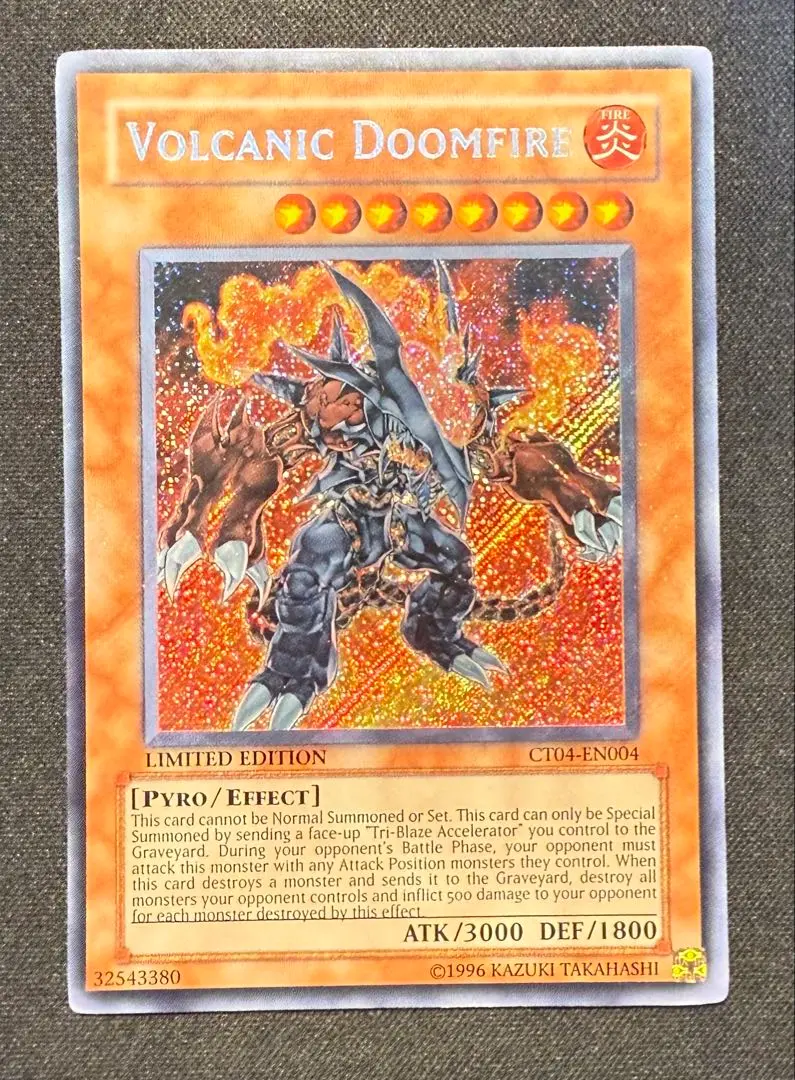 VOLCANIC DOOMFIRE
FIRE
炎
LIMITED EDITION
CT04-EN004
[PYRO/EFFECT]
This card cannot be Normal Summoned or Set. This card can only be Special
Summoned by sending a face-up "Tri-Blaze Accelerator" you control to the
Graveyard. During your opponent's Battle Phase, your opponent must
attack this monster with any Attack Position monsters they control. When
this card destroys a monster and sends it to the Graveyard, destroy all
monsters your opponent controls and inflict 500 damage to your opponent
for each monster destroyed by this effect.
ATK/3000 DEF/1800
32543380
©1996 KAZUKI TAKAHASHI